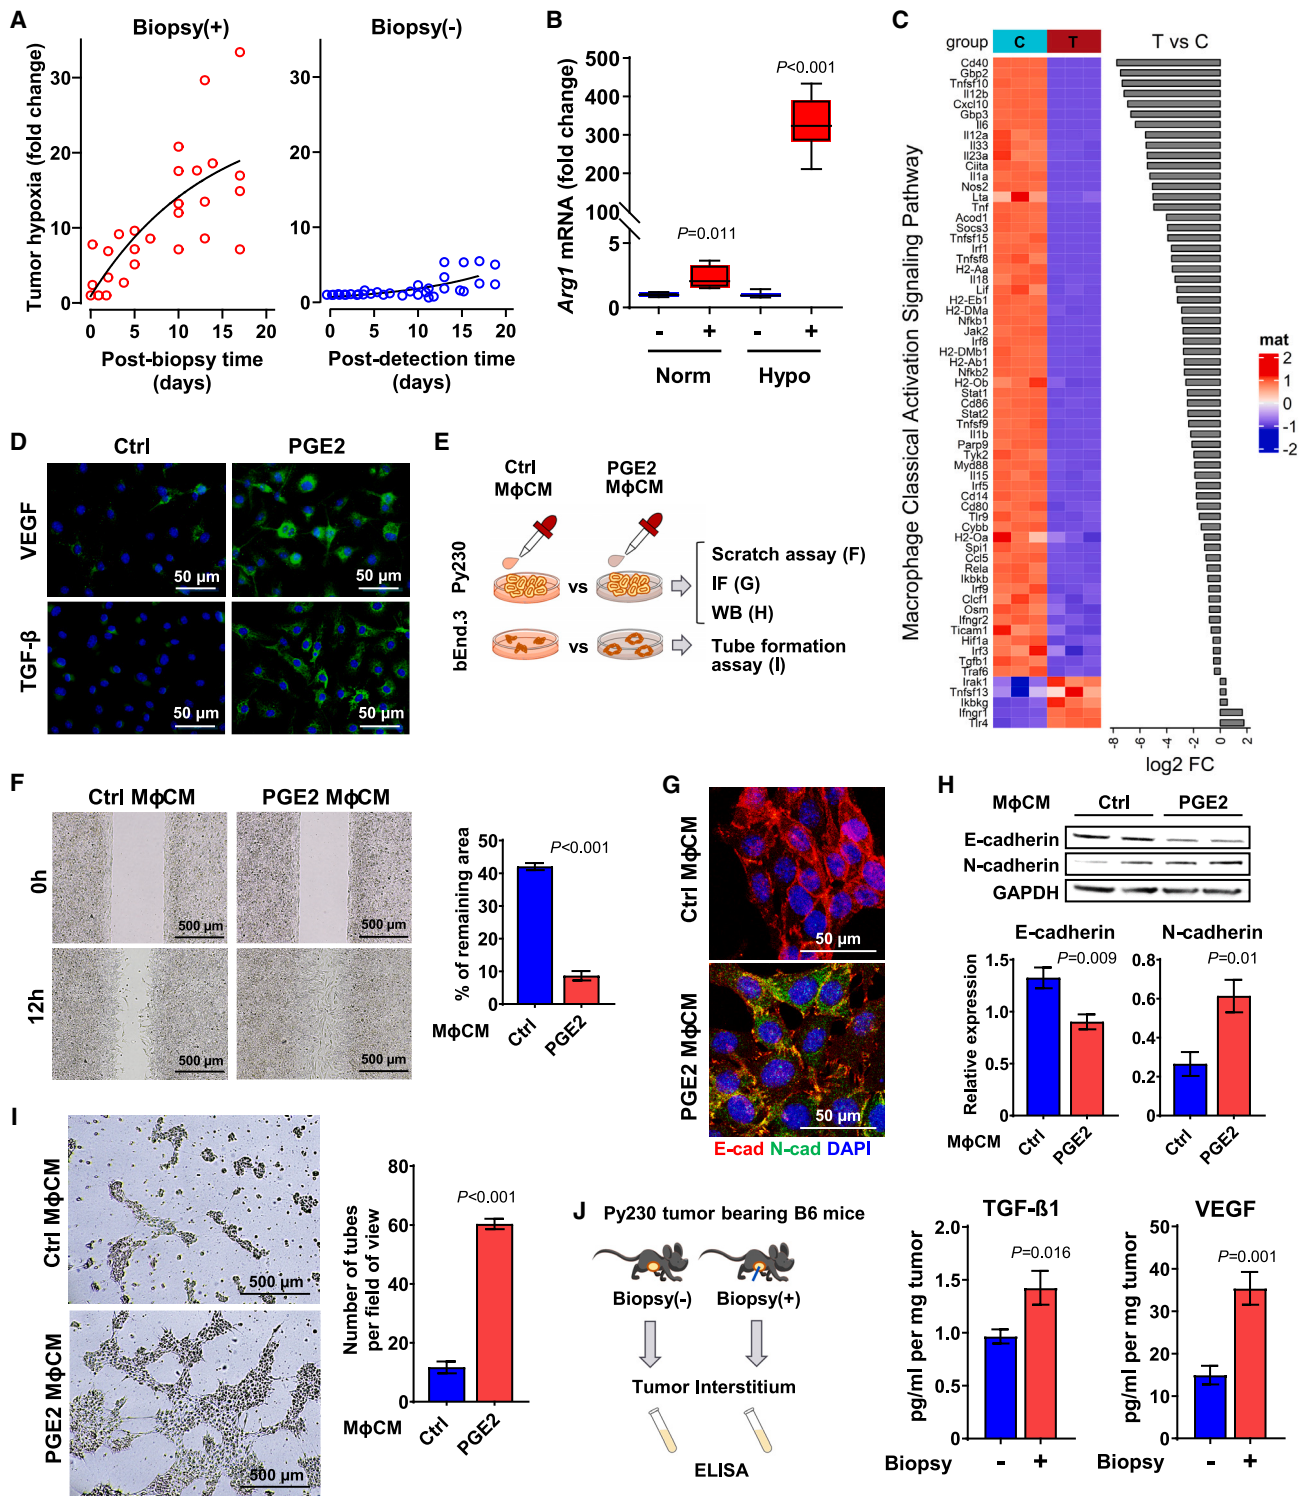 A
Biopsy(+)
Biopsy(-)
Tumor hypoxia (fold change)
30
20
10
0
0 5 10 15 20
Post-biopsy time
(days)
30
20
10
0
0 5 10 15 20
Post-detection time
(days)
B
Arg1 mRNA (fold change)
500
400
300
200
100
5
0
P=0.011
P<0.001
- + - +
Norm Hypo
C
group C T T vs C
Macrophage Classical Activation Signaling Pathway
Cd40
Gbp2
Tnfsf10
Il12b
Cxcl10
Gbp3
Il6
Il12a
Il33
Il23a
Ciita
Il1a
Nos2
Lta
Tnf
Acod1
Socs3
Tnfsf15
Irf1
Tnfsf8
H2-Aa
Il18
Lif
H2-Eb1
H2-DMa
Nfkb1
Jak2
Irf8
H2-DMb1
H2-Ab1
Nfkb2
H2-Ob
Stat1
Cd86
Stat2
Tnfsf9
Il1b
Parp9
Tyk2
Myd88
Il15
Irf5
Cd14
Cd80
Tlr9
Cybb
H2-Oa
Spi1
Ccl5
Rela
Ikbkb
Irf9
Clcf1
Osm
Ifngr2
Ticam1
Hif1a
Irf3
Tgfb1
Traf6
Irak1
Tnfsf13
Ikbkg
Ifngr1
Tlr4
-8 -6 -4 -2 0 2
log2 FC
mat
2
1
0
-1
-2
D
Ctrl PGE2
VEGF
50 µm 50 µm
TGF-β
50 µm 50 µm
E
Ctrl
MϕCM
PGE2
MϕCM
Py230
vs
Scratch assay (F)
IF (G)
WB (H)
bEnd.3
vs
Tube formation
assay (I)
F
Ctrl MϕCM PGE2 MϕCM
0h
500 µm 500 µm
12h
500 µm 500 µm
% of remaining area
50
40
30
20
10
0
P<0.001
MϕCM Ctrl PGE2
G
Ctrl MϕCM
50 µm
PGE2 MϕCM
50 µm
E-cad N-cad DAPI
H
MϕCM Ctrl PGE2
E-cadherin
N-cadherin
GAPDH
E-cadherin
P=0.009
Relative expression
1.5
1.0
0.5
0
MϕCM Ctrl PGE2
N-cadherin
P=0.01
0.8
0.6
0.4
0.2
0
Ctrl PGE2
I
Ctrl MϕCM
500 µm
PGE2 MϕCM
500 µm
Number of tubes
per field of view
80
60
40
20
0
P<0.001
MϕCM Ctrl PGE2
J
Py230 tumor bearing B6 mice
Biopsy(-) Biopsy(+)
Tumor Interstitium
ELISA
TGF-ß1
pg/ml per mg tumor
2.0
1.5
1.0
0.5
0
P=0.016
Biopsy - +
VEGF
pg/ml per mg tumor
50
40
30
20
10
0
P=0.001
Biopsy - +